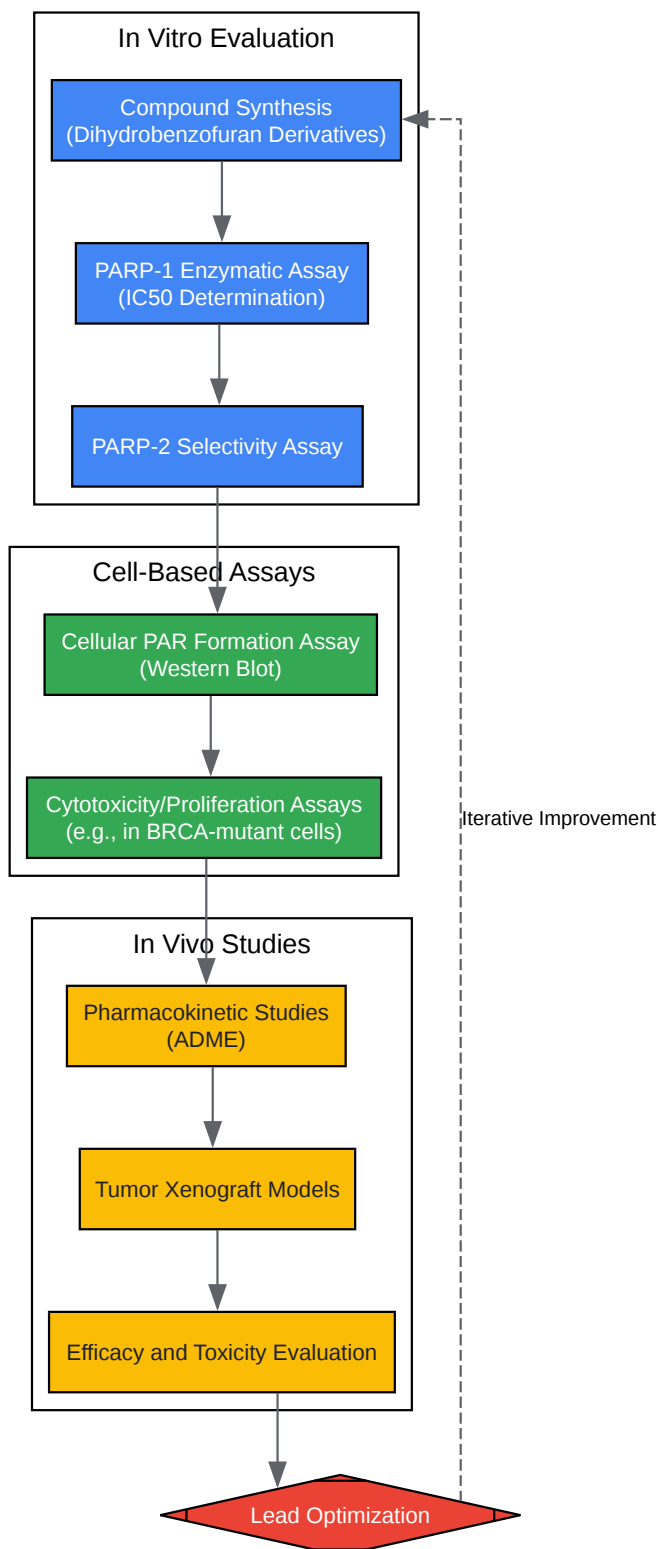 In Vitro Evaluation
Compound Synthesis
(Dihydrobenzofuran Derivatives)
PARP-1 Enzymatic Assay
(IC50 Determination)
PARP-2 Selectivity Assay
Cell-Based Assays
Cellular PAR Formation Assay
(Western Blot)
Cytotoxicity/Proliferation Assays
(e.g., in BRCA-mutant cells)
Iterative Improvement
In Vivo Studies
Pharmacokinetic Studies
(ADME)
Tumor Xenograft Models
Efficacy and Toxicity Evaluation
Lead Optimization